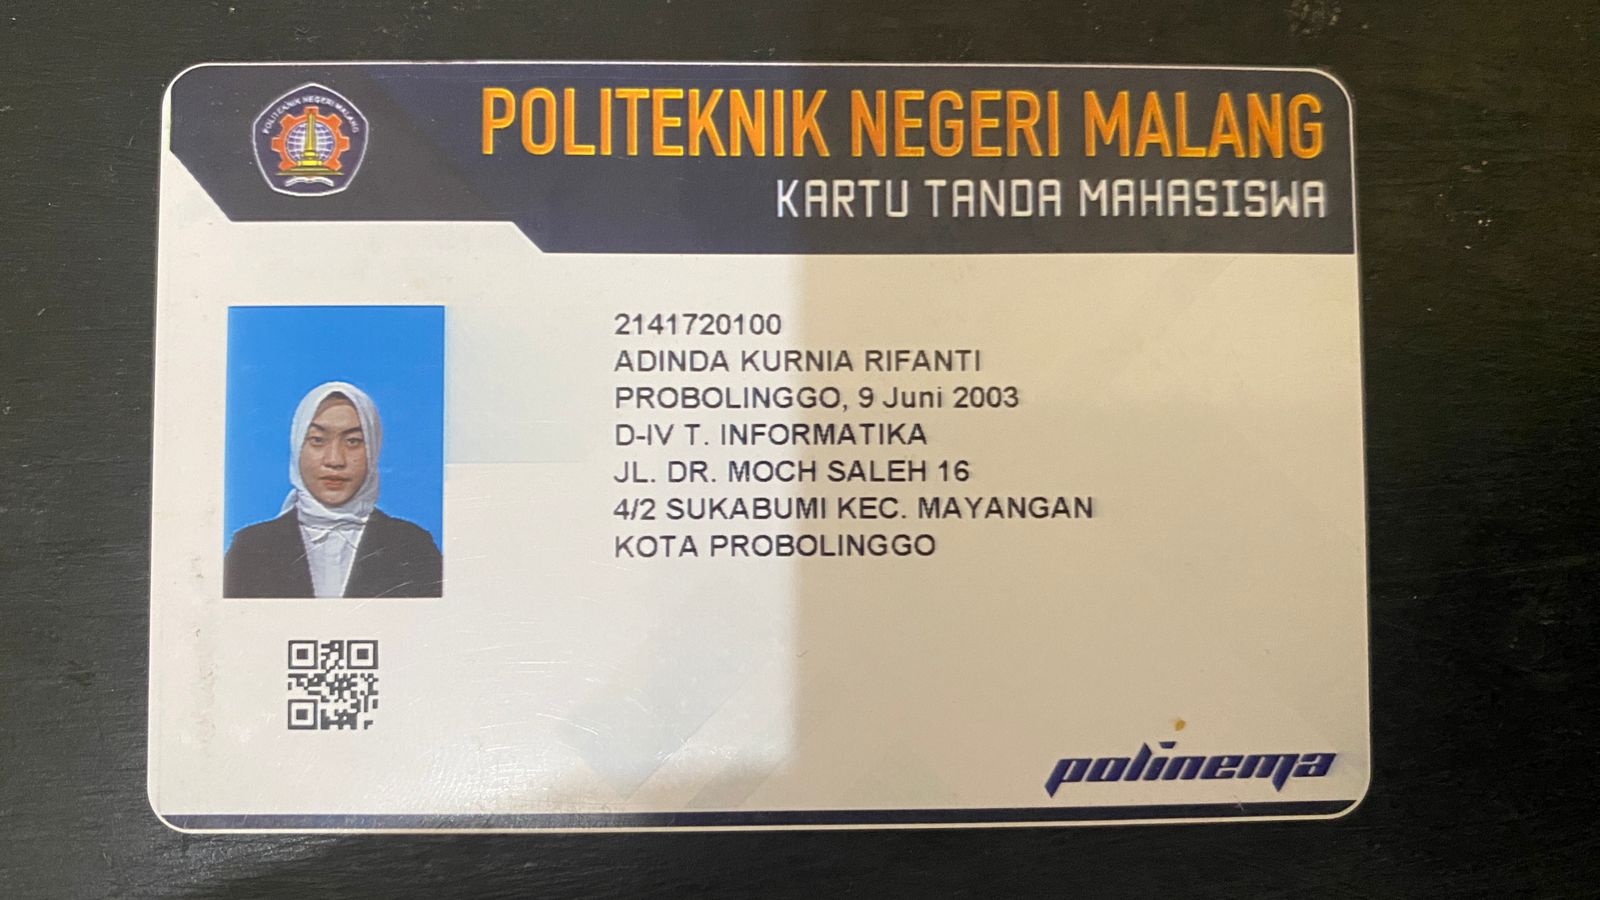 POLITEKNIK NEGERI MALANG
POLITEKNIK NEGERI MALANG
KARTU TANDA MAHASISWA
2141720100
ADINDA KURNIA RIFANTI
PROBOLINGGO, 9 Juni 2003
D-IV T. INFORMATIKA
JL. DR. MOCH SALEH 16
4/2 SUKABUMI KEC. MAYANGAN
KOTA PROBOLINGGO
polinema